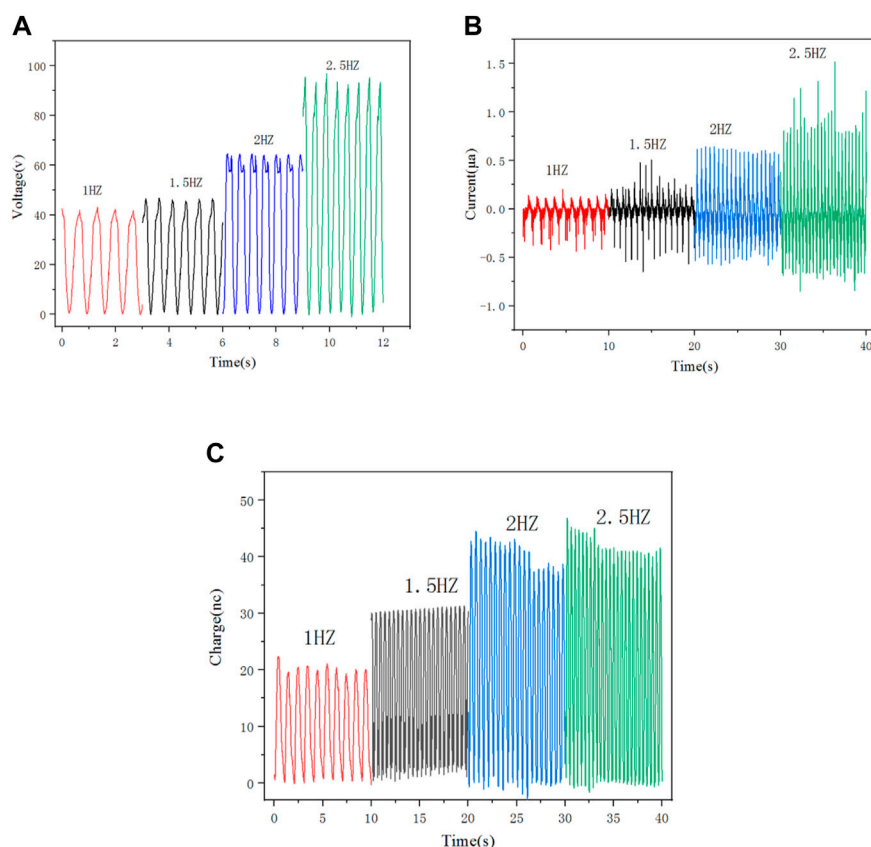 A
100
80
60
40
20
0
Voltage(v)
1HZ
1.5HZ
2HZ
2.5HZ
0 2 4 6 8 10 12
Time(s)
B
1.5
1.0
0.5
0.0
-0.5
-1.0
Current(μa)
1HZ
1.5HZ
2HZ
2.5HZ
0 10 20 30 40
Time(s)
C
50
40
30
20
10
0
Charge(nc)
1HZ
1.5HZ
2HZ
2.5HZ
0 5 10 15 20 25 30 35 40
Time(s)